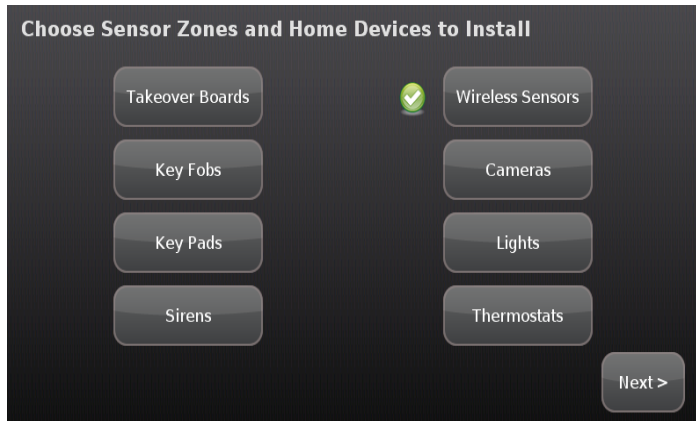 Choose Sensor Zones and Home Devices to Install
Takeover Boards
Wireless Sensors
Key Fobs
Cameras
Key Pads
Lights
Sirens
Thermostats
Next >